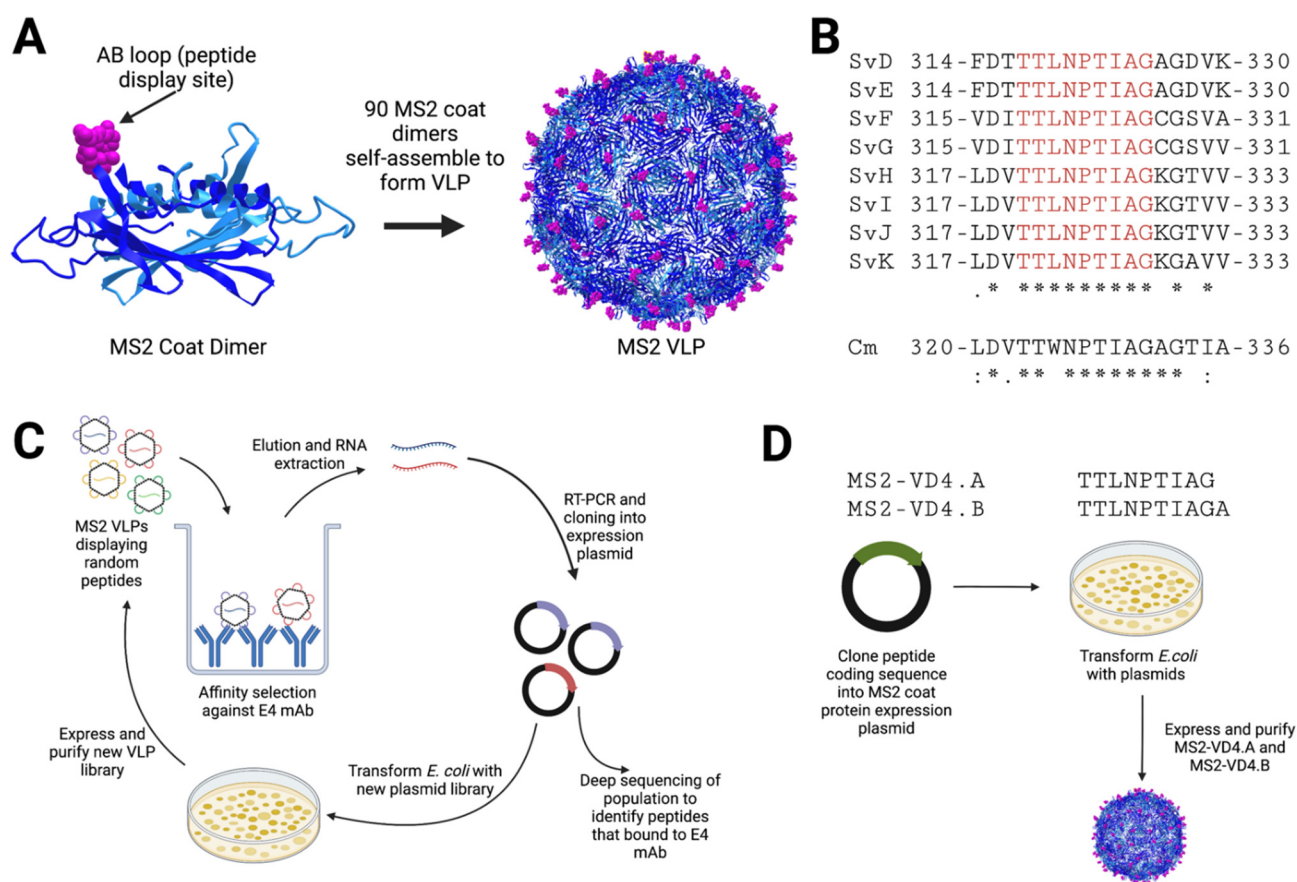 A
AB loop (peptide
display site)
90 MS2 coat
dimers
self-assemble to
form VLP
MS2 Coat Dimer
MS2 VLP
B
SvD 314-FDTTTLNPTIAGAGDVK-330
SvE 314-FDTTTLNPTIAGAGDVK-330
SvF 315-VDITTLNPTIAGCGSVA-331
SvG 315-VDITTLNPTIAGCGSVV-331
SvH 317-LDVTTLNPTIAGKGTVV-333
SvI 317-LDVTTLNPTIAGKGTVV-333
SvJ 317-LDVTTLNPTIAGKGTVV-333
SvK 317-LDVTTLNPTIAGKGAVV-333
.* ********* * *
Cm 320-LDVTTWNPTIAGAGTIA-336
:*.** ******** :
C
MS2 VLPs
displaying
random
peptides
Elution and RNA
extraction
RT-PCR and
cloning into
expression
plasmid
Affinity selection
against E4 mAb
Express and
purify new VLP
library
Transform E. coli with
new plasmid library
Deep sequencing of
population to
identify peptides
that bound to E4
mAb
D
MS2-VD4.A TTLNPTIAG
MS2-VD4.B TTLNPTIAGA
Clone peptide
coding sequence
into MS2 coat
protein expression
plasmid
Transform E.coli
with plasmids
Express and purify
MS2-VD4.A and
MS2-VD4.B